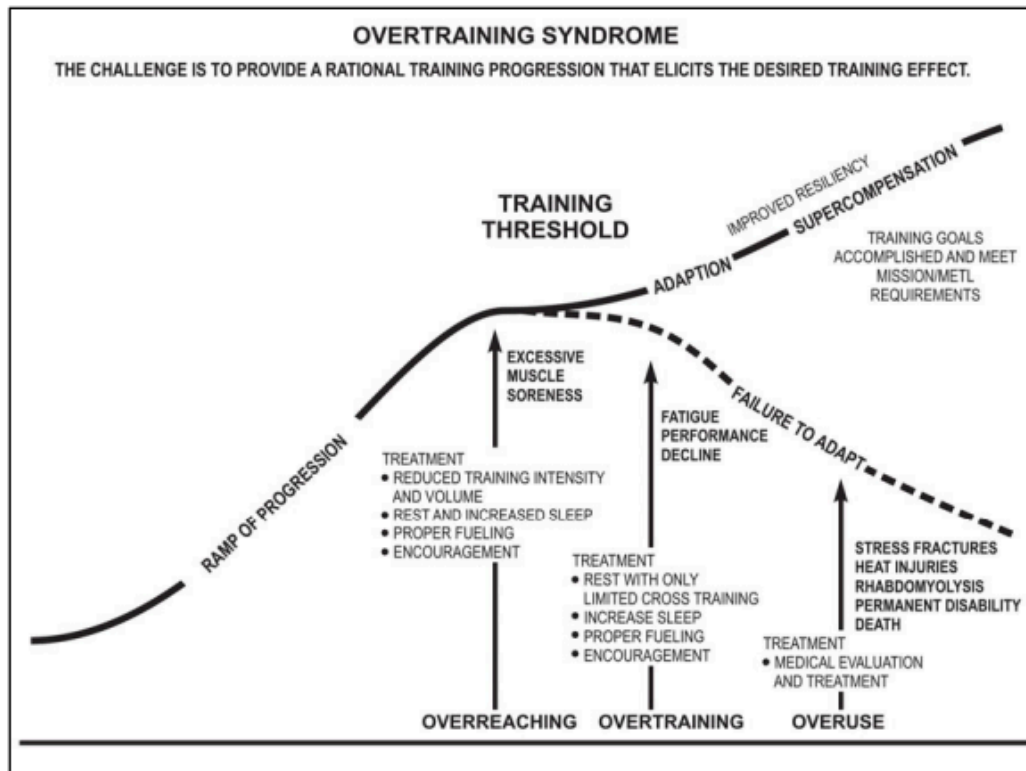 OVERTRAINING SYNDROME
THE CHALLENGE IS TO PROVIDE A RATIONAL TRAINING PROGRESSION THAT ELICITS THE DESIRED TRAINING EFFECT.
TRAINING
THRESHOLD
IMPROVED RESILIENCY
SUPERCOMPENSATION
ADAPTION
TRAINING GOALS
ACCOMPLISHED AND MEET
MISSION/METL
REQUIREMENTS
RAMP OF PROGRESSION
EXCESSIVE
MUSCLE
SORENESS
FAILURE TO ADAPT
FATIGUE
PERFORMANCE
DECLINE
TREATMENT
• REDUCED TRAINING INTENSITY
AND VOLUME
• REST AND INCREASED SLEEP
• PROPER FUELING
• ENCOURAGEMENT
TREATMENT
• REST WITH ONLY
LIMITED CROSS TRAINING
• INCREASE SLEEP
• PROPER FUELING
• ENCOURAGEMENT
STRESS FRACTURES
HEAT INJURIES
RHABDOMYOLYSIS
PERMANENT DISABILITY
DEATH
TREATMENT
• MEDICAL EVALUATION
AND TREATMENT
OVERREACHING
OVERTRAINING
OVERUSE